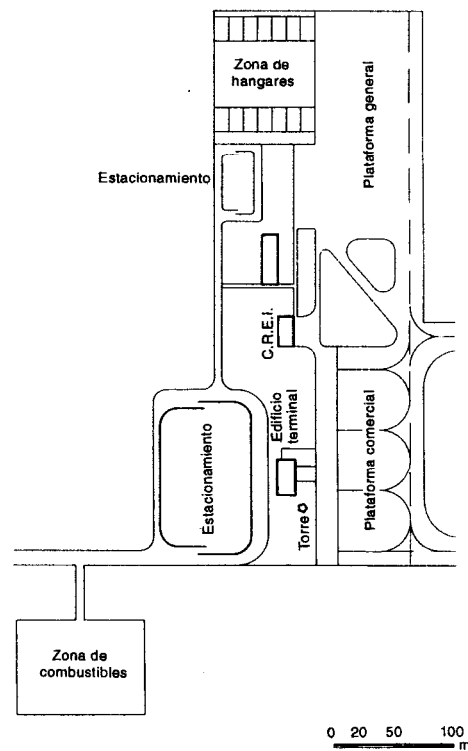 Zona de
hangares
Plataforma general
Estacionamiento
C.R.E.I.
Edificio
terminal
Estacionamiento
Plataforma comercial
Torre
Zona de
combustibles
0 20 50 100
m